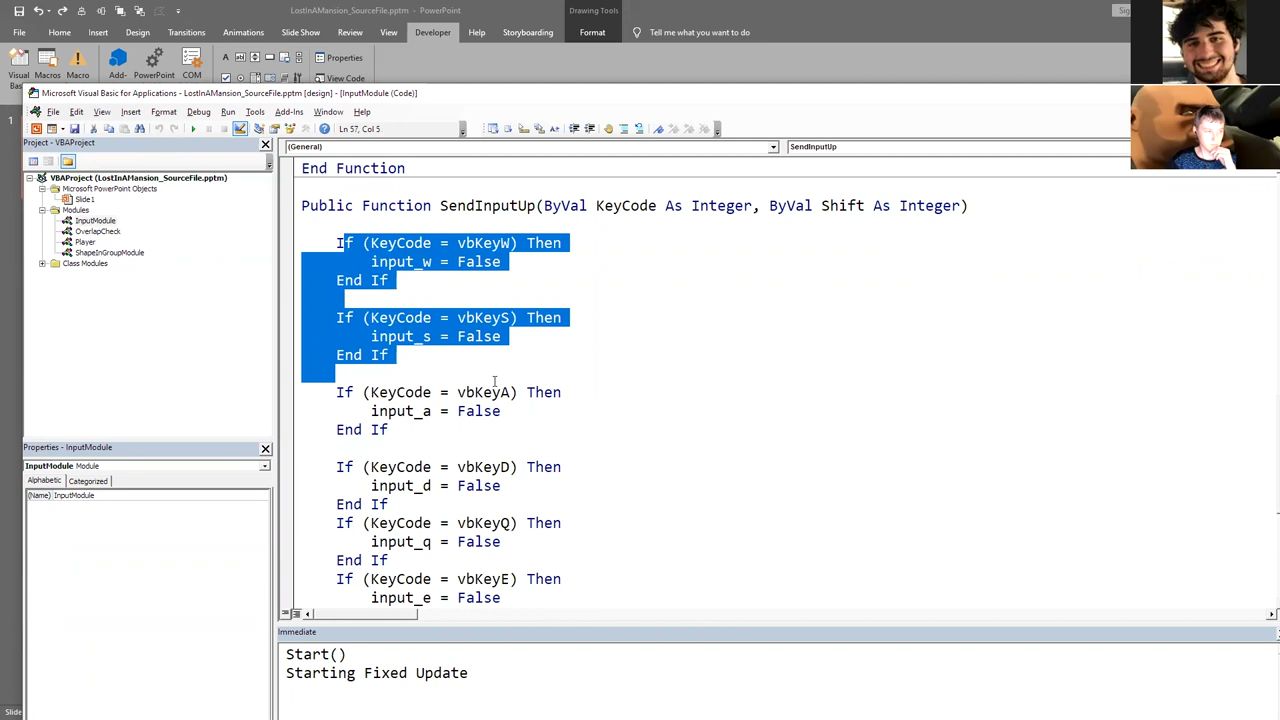 LostInAMansion_SourceFile.pptm - PowerPoint
Drawing Tools
File Home Insert Design Transitions Animations Slide Show Review View Developer Help Storyboarding Format Tell me what you want to do
Visual Macros Macro Add- PowerPoint COM
Properties
View Code
Microsoft Visual Basic for Applications - LostInAMansion_SourceFile.pptm [design] - [InputModule (Code)]
File Edit View Insert Format Debug Run Tools Add-Ins Window Help
Ln 57, Col 5
Project - VBAProject
VBAProject (LostInAMansion_SourceFile.pptm)
Microsoft PowerPoint Objects
Slide1
Modules
InputModule
OverlapCheck
Player
ShapeInGroupModule
Class Modules
Properties - InputModule
InputModule Module
Alphabetic Categorized
(Name) InputModule
1
(General) SendInputUp
End Function
Public Function SendInputUp(ByVal KeyCode As Integer, ByVal Shift As Integer)
If (KeyCode = vbKeyW) Then
input_w = False
End If
If (KeyCode = vbKeyS) Then
input_s = False
End If
If (KeyCode = vbKeyA) Then
input_a = False
End If
If (KeyCode = vbKeyD) Then
input_d = False
End If
If (KeyCode = vbKeyQ) Then
input_q = False
End If
If (KeyCode = vbKeyE) Then
input_e = False
Immediate
Start()
Starting Fixed Update
Slide